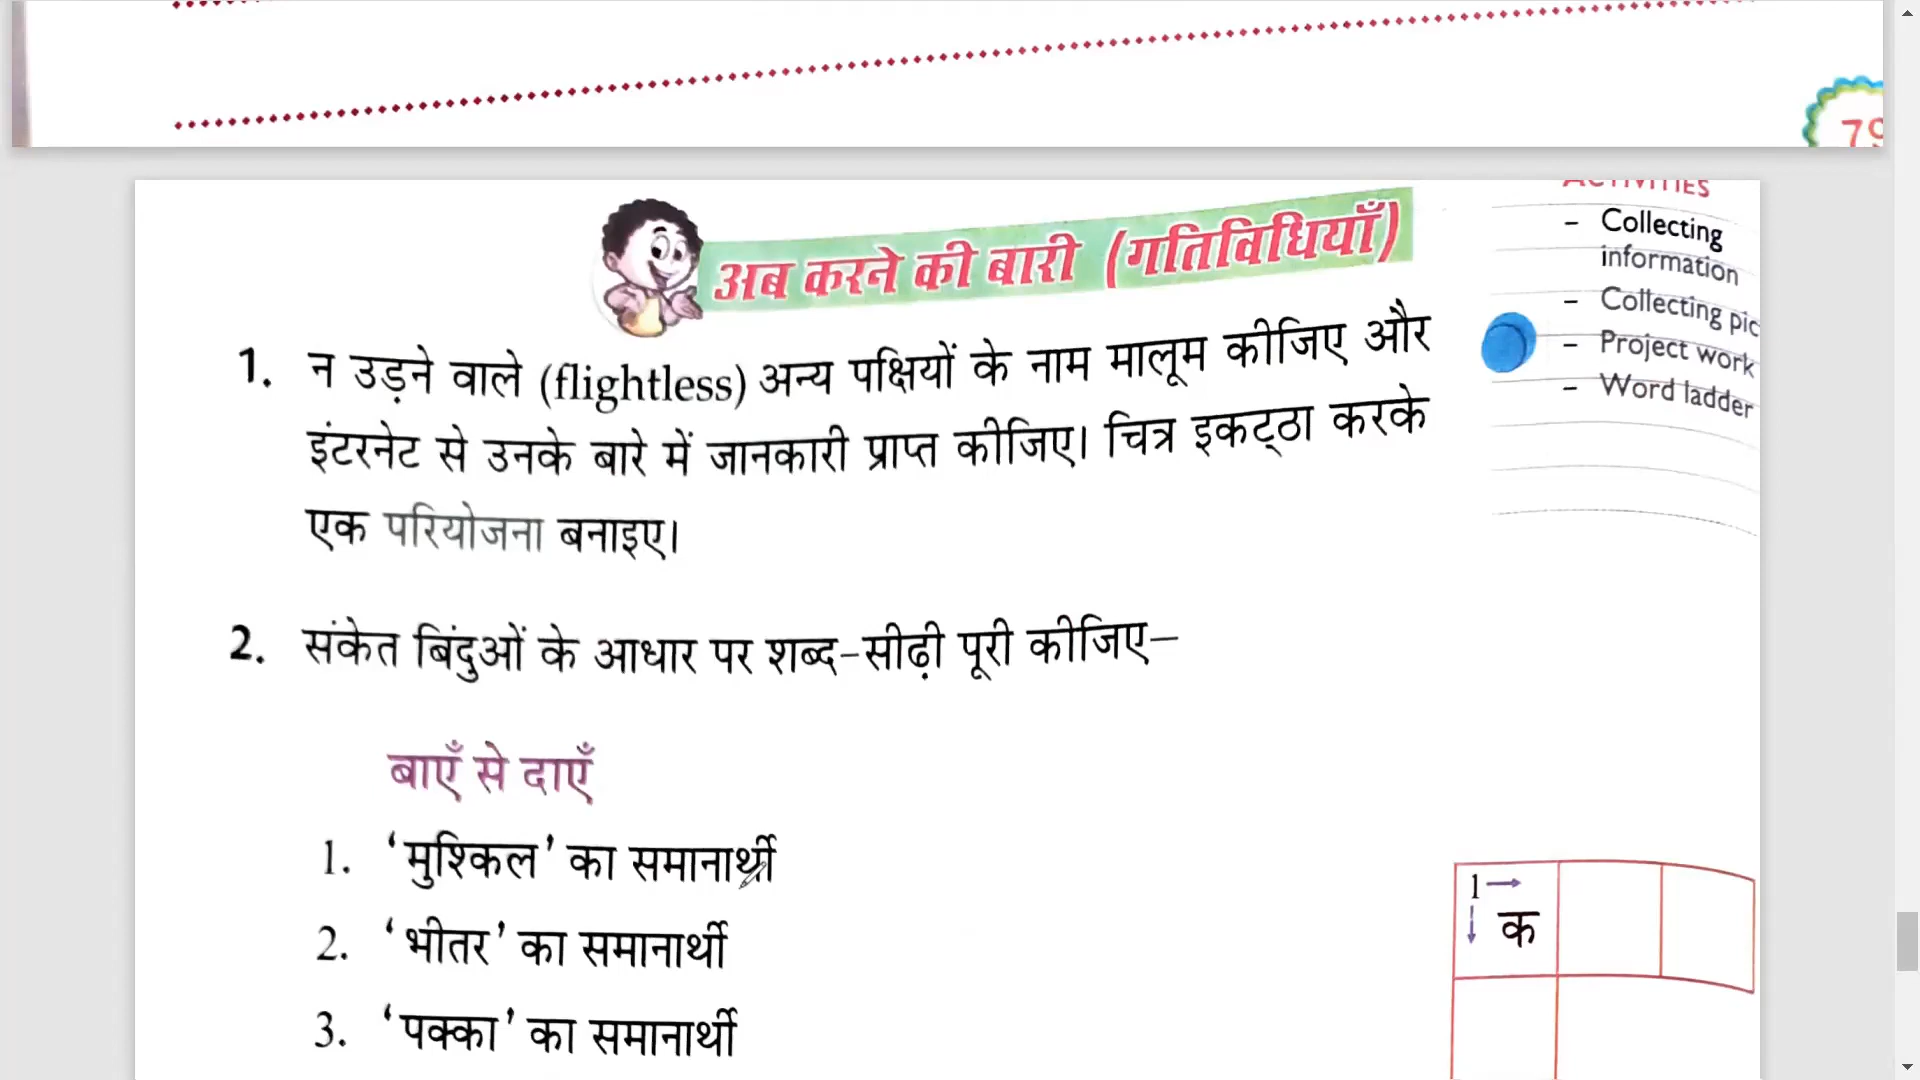 79
अब करने की बारी (गतिविधियाँ)
ACTIVITIES
– Collecting
information
– Collecting pic
– Project work
– Word ladder
1. न उड़ने वाले (flightless) अन्य पक्षियों के नाम मालूम कीजिए और
इंटरनेट से उनके बारे में जानकारी प्राप्त कीजिए। चित्र इकट्ठा करके
एक परियोजना बनाइए।
2. संकेत बिंदुओं के आधार पर शब्द-सीढ़ी पूरी कीजिए–
बाएँ से दाएँ
1. ‘मुश्किल’ का समानार्थी
2. ‘भीतर’ का समानार्थी
3. ‘पक्का’ का समानार्थी
1
क